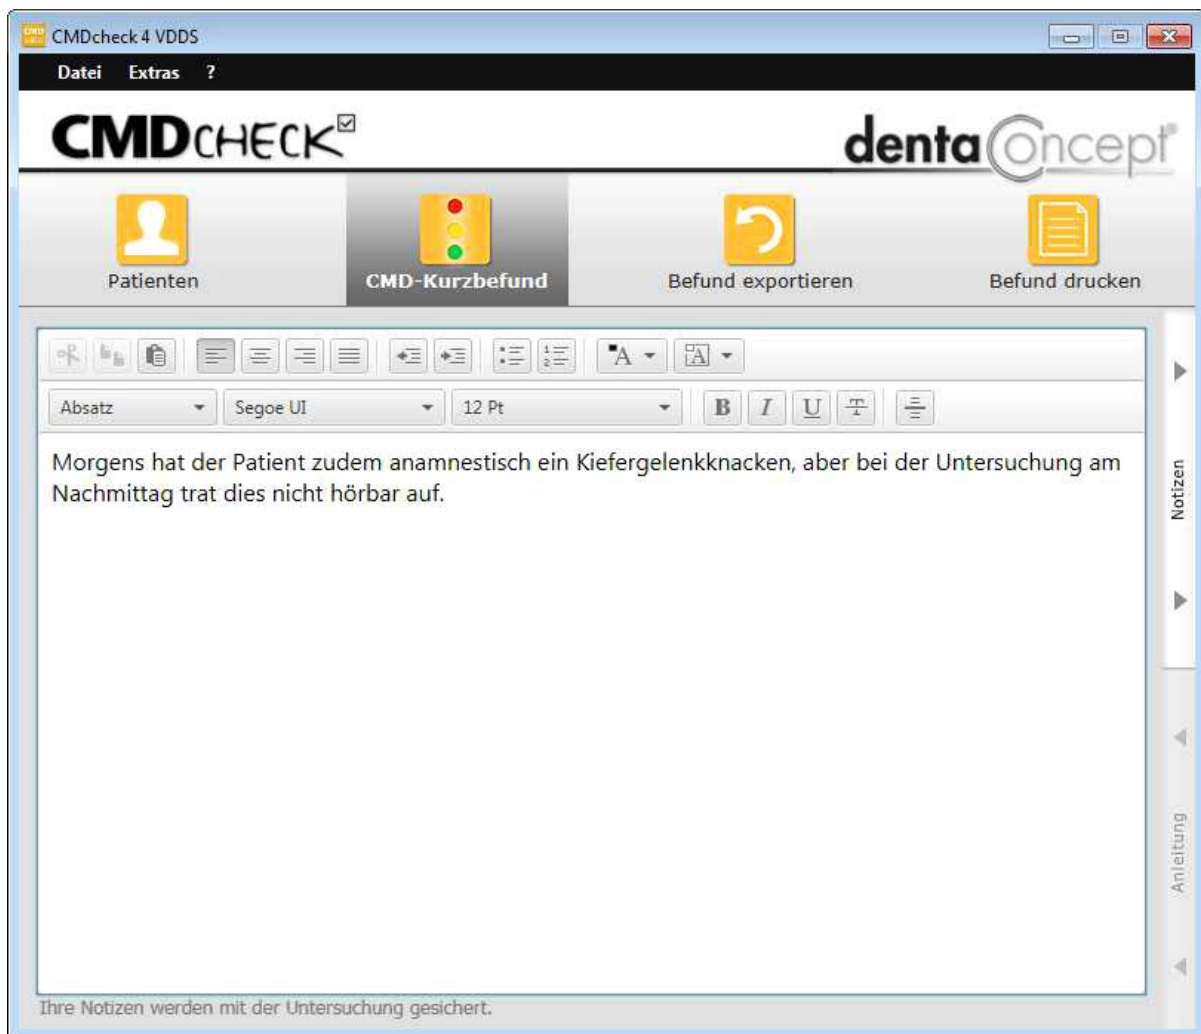 CMDcheck 4 VDDS
Datei Extras ?
CMDCHECK
dentaConcept®
Patienten
CMD-Kurzbefund
Befund exportieren
Befund drucken
Absatz
Segoe UI
12 Pt
B I U T
Morgens hat der Patient zudem anamnestisch ein Kiefergelenkknacken, aber bei der Untersuchung am
Nachmittag trat dies nicht hörbar auf.
Notizen
Anleitung
Ihre Notizen werden mit der Untersuchung gesichert.